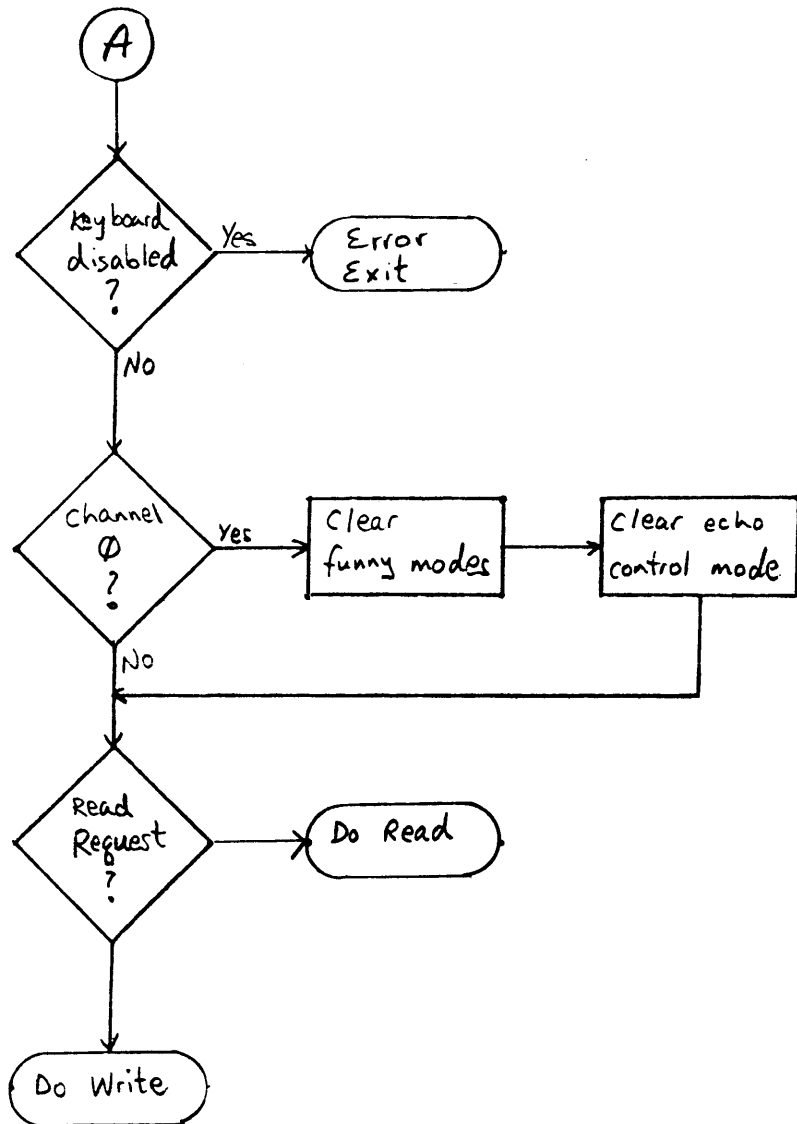 A
Keyboard
disabled
?
Yes
Error
Exit
No
Channel
Ø
?
Yes
Clear
funny modes
Clear echo
control mode
No
Read
Request
?
Do Read
Do Write